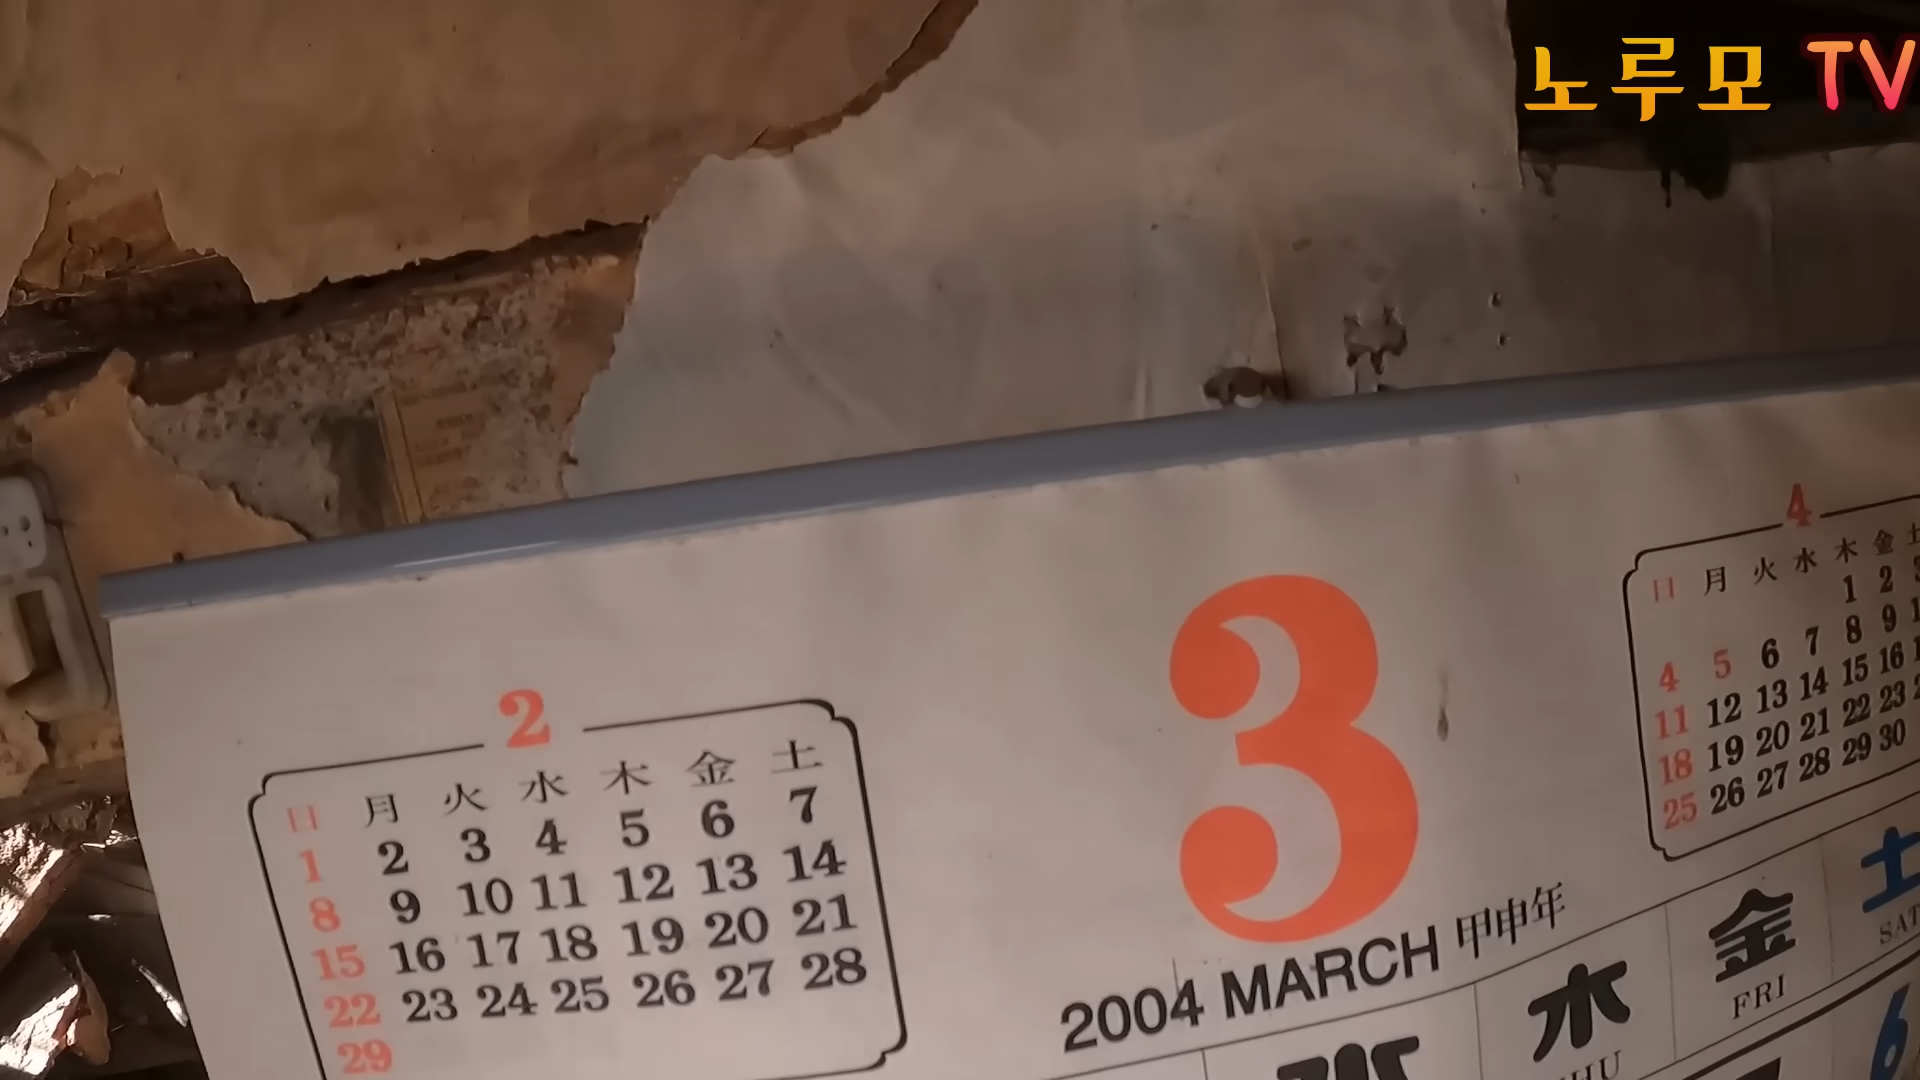 노루모 TV
2
日 月 火 水 木 金 土
1 2 3 4 5 6 7
8 9 10 11 12 13 14
15 16 17 18 19 20 21
22 23 24 25 26 27 28
29
3
2004 MARCH 甲申年
4
日 月 火 水 木 金 土
1 2
4 5 6 7 8 9
11 12 13 14 15 16
18 19 20 21 22 23
25 26 27 28 29 30
水 金 土
FRI SAT
6